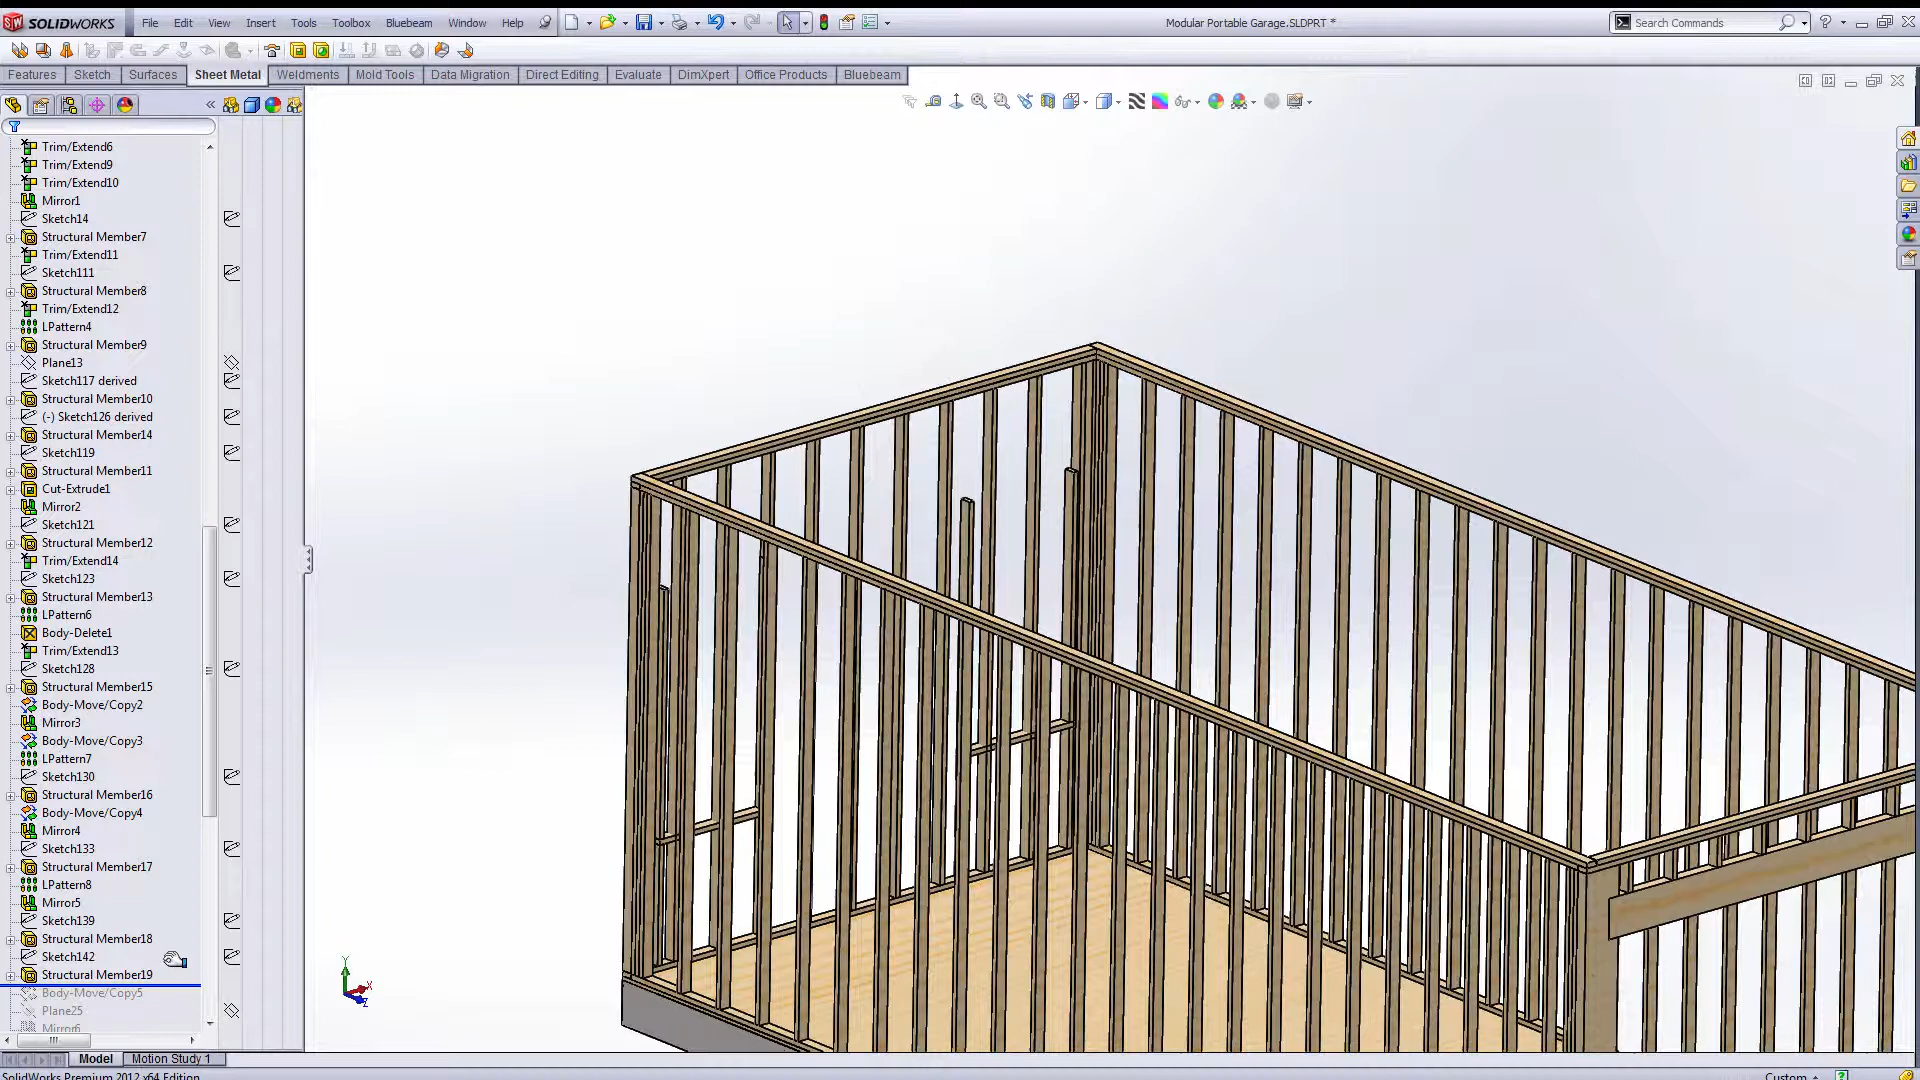 SOLIDWORKS File Edit View Insert Tools Toolbox Bluebeam Window Help Modular Portable Garage.SLDPRT * Search Commands
Features Sketch Surfaces Sheet Metal Weldments Mold Tools Data Migration Direct Editing Evaluate DimXpert Office Products Bluebeam
Trim/Extend6
Trim/Extend9
Trim/Extend10
Mirror1
Sketch14
Structural Member7
Trim/Extend11
Sketch111
Structural Member8
Trim/Extend12
LPattern4
Structural Member9
Plane13
Sketch117 derived
Structural Member10
(-) Sketch126 derived
Structural Member14
Sketch119
Structural Member11
Cut-Extrude1
Mirror2
Sketch121
Structural Member12
Trim/Extend14
Sketch123
Structural Member13
LPattern6
Body-Delete1
Trim/Extend13
Sketch128
Structural Member15
Body-Move/Copy2
Mirror3
Body-Move/Copy3
LPattern7
Sketch130
Structural Member16
Body-Move/Copy4
Mirror4
Sketch133
Structural Member17
LPattern8
Mirror5
Sketch139
Structural Member18
Sketch142
Structural Member19
Body-Move/Copy5
Plane25
Mirror6
Y
X
Z
Model Motion Study 1
SolidWorks Premium 2012 x64 Edition Custom